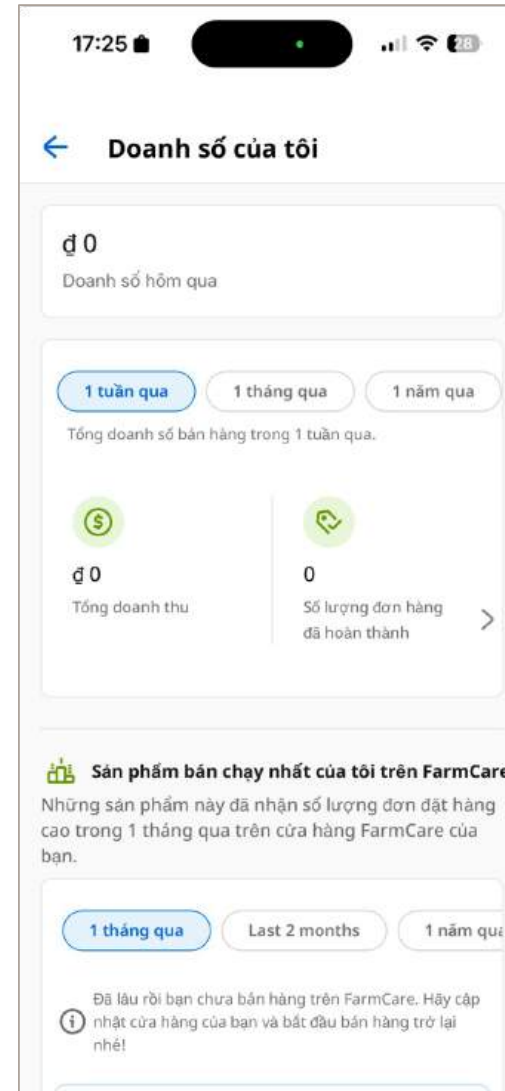 17:25
28
Doanh số của tôi
₫ 0
Doanh số hôm qua
1 tuần qua 1 tháng qua 1 năm qua
Tổng doanh số bán hàng trong 1 tuần qua.
₫ 0 0
Tổng doanh thu Số lượng đơn hàng
đã hoàn thành
Sản phẩm bán chạy nhất của tôi trên FarmCare
Những sản phẩm này đã nhận số lượng đơn đặt hàng
cao trong 1 tháng qua trên cửa hàng FarmCare của
bạn.
1 tháng qua Last 2 months 1 năm qua
Đã lâu rồi bạn chưa bán hàng trên FarmCare. Hãy cập
nhật cửa hàng của bạn và bắt đầu bán hàng trở lại
nhé!